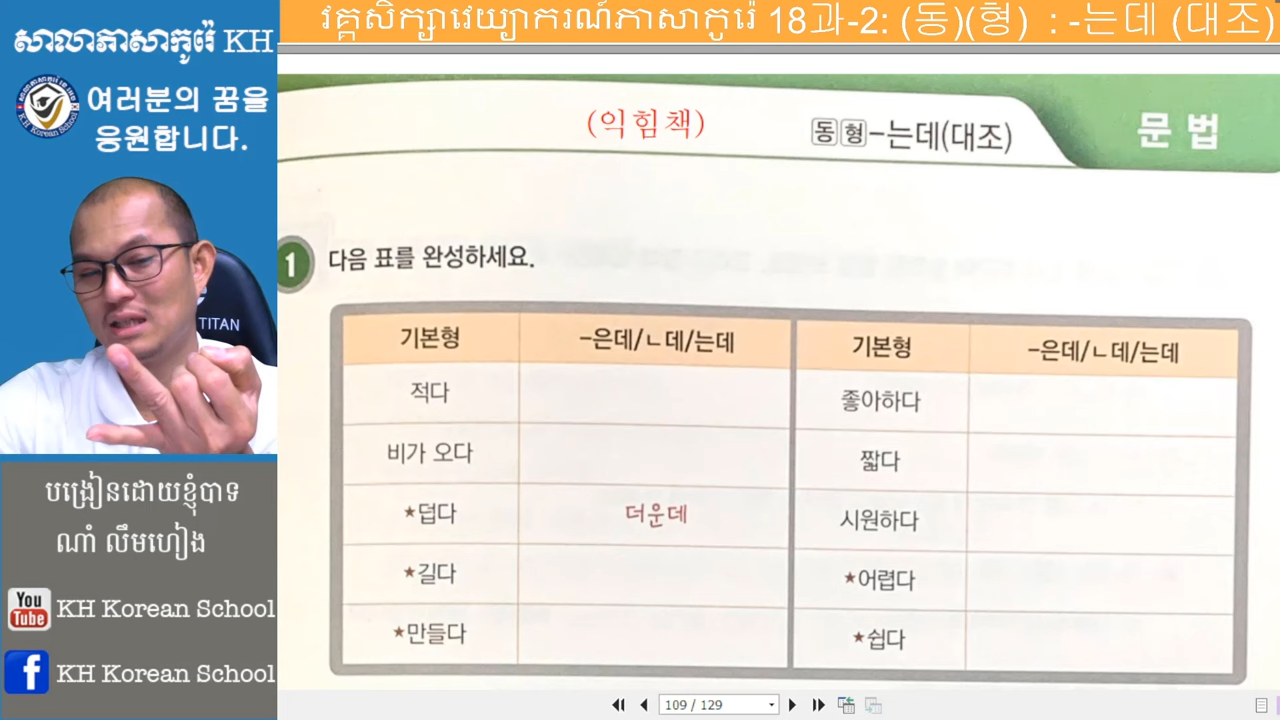 សាលាភាសាកូរ៉េ KH
여러분의 꿈을
응원합니다.
TITAN
បង្រៀនដោយខ្ញុំបាទ
ណាំ លឹមហៀង
You
Tube KH Korean School
f KH Korean School
វគ្គសិក្សាវេយ្យាករណ៍ភាសាកូរ៉េ 18과-2: (동)(형) : -는데 (대조)
(익힘책)
동 형 -는데(대조)
문법
1 다음 표를 완성하세요.
기본형 -은데/ㄴ데/는데 기본형 -은데/ㄴ데/는데
적다 좋아하다
비가 오다 짧다
★덥다 더운데 시원하다
★길다 ★어렵다
★만들다 ★쉽다
109 / 129